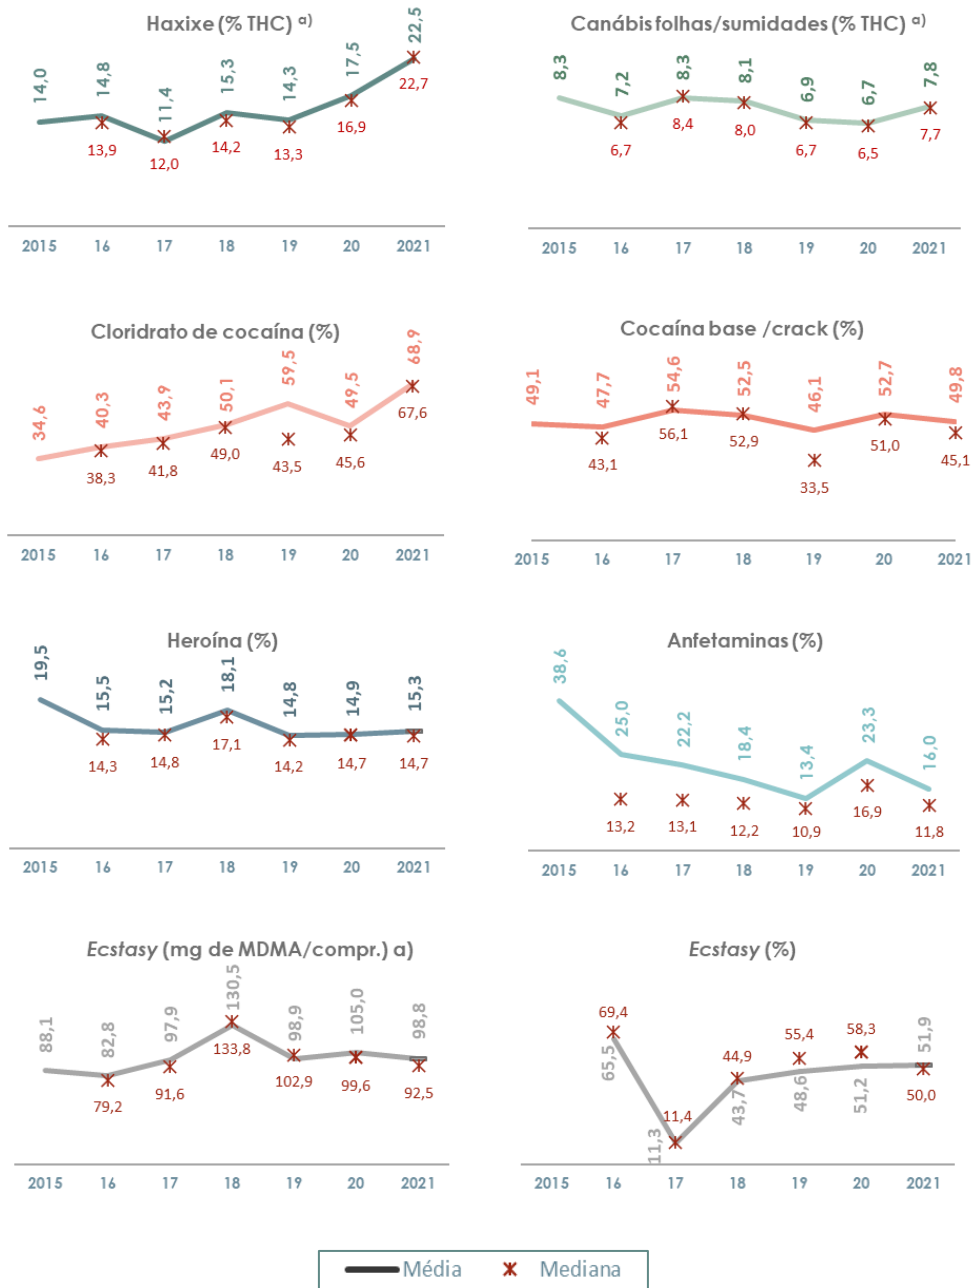 Haxixe (% THC) a)
14,0 14,8 11,4 15,3 14,3 17,5 22,5
13,9 12,0 14,2 13,3 16,9 22,7
2015 16 17 18 19 20 2021
Canábis folhas/sumidades (% THC) a)
8,3 7,2 8,3 8,1 6,9 6,7 7,8
6,7 8,4 8,0 6,7 6,5 7,7
2015 16 17 18 19 20 2021
Cloridrato de cocaína (%)
34,6 40,3 43,9 50,1 59,5 49,5 68,9
38,3 41,8 49,0 43,5 45,6 67,6
2015 16 17 18 19 20 2021
Cocaína base /crack (%)
49,1 47,7 54,6 52,5 46,1 52,7 49,8
43,1 56,1 52,9 33,5 51,0 45,1
2015 16 17 18 19 20 2021
Heroína (%)
19,5 15,5 15,2 18,1 14,8 14,9 15,3
14,3 14,8 17,1 14,2 14,7 14,7
2015 16 17 18 19 20 2021
Anfetaminas (%)
38,6 25,0 22,2 18,4 13,4 23,3 16,0
13,2 13,1 12,2 10,9 16,9 11,8
2015 16 17 18 19 20 2021
Ecstasy (mg de MDMA/compr.) a)
88,1 82,8 97,9 130,5 98,9 105,0 98,8
79,2 91,6 133,8 102,9 99,6 92,5
2015 16 17 18 19 20 2021
Ecstasy (%)
69,4 11,4 44,9 55,4 58,3 50,0
65,5 11,3 43,7 48,6 51,2 51,9
2015 16 17 18 19 20 2021
Média Mediana